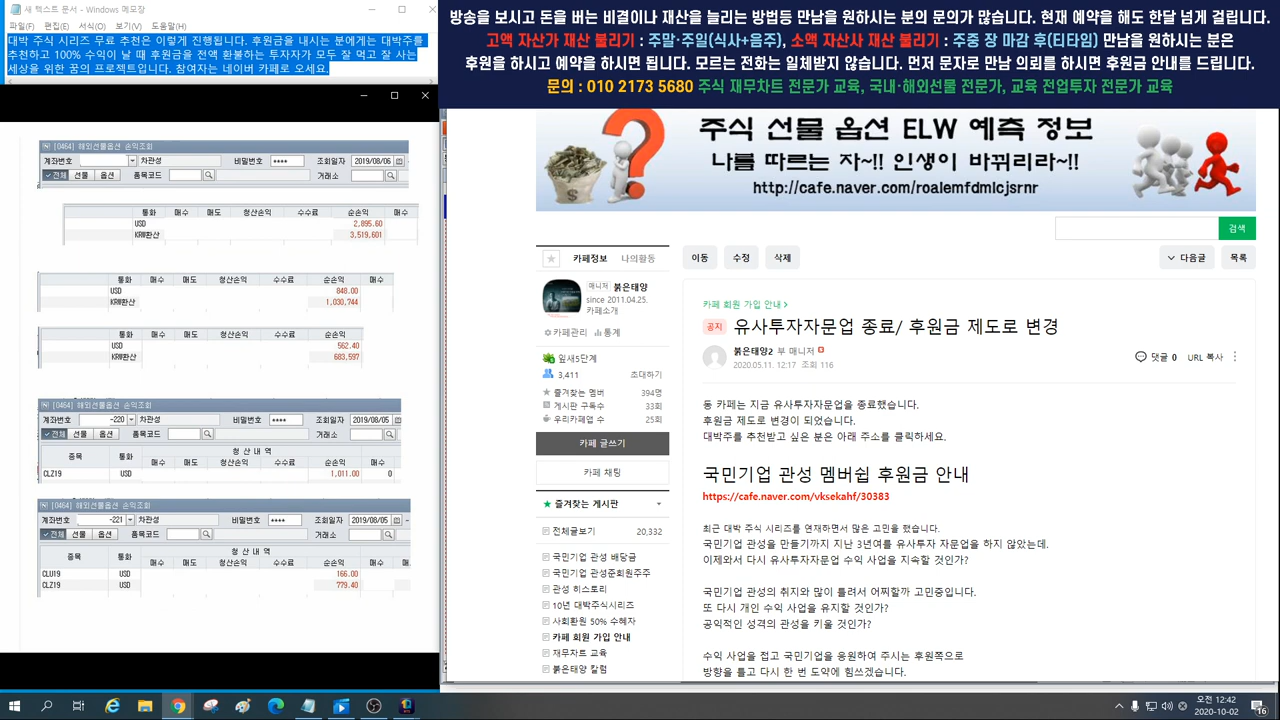 새 텍스트 문서 - Windows 메모장
파일(F) 편집(E) 서식(O) 보기(V) 도움말(H)
대박 주식 시리즈 무료 추천은 이렇게 진행됩니다. 후원금을 내시는 분에게는 대박주를
추천하고 100% 수익이 날 때 후원금을 전액 환불하는 투자자가 모두 잘 먹고 잘 사는
세상을 위한 꿈의 프로젝트입니다. 참여자는 네이버 카페로 오세요.
방송을 보시고 돈을 버는 비결이나 재산을 늘리는 방법등 만남을 원하시는 분의 문의가 많습니다. 현재 예약을 해도 한달 넘게 걸립니다.
고액 자산가 재산 불리기 : 주말·주일(식사+음주), 소액 자산사 재산 불리기 : 주중 장 마감 후(티타임) 만남을 원하시는 분은
후원을 하시고 예약을 하시면 됩니다. 모르는 전화는 일체받지 않습니다. 먼저 문자로 만남 의뢰를 하시면 후원금 안내를 드립니다.
문의 : 010 2173 5680 주식 재무차트 전문가 교육, 국내·해외선물 전문가, 교육 전업투자 전문가 교육
[0464] 해외선물옵션 손익조회
계좌번호 차관성 비밀번호 **** 조회일자 2019/08/06
전체 선물 옵션 품목코드 거래소
통화 매수 매도 청산손익 수수료 순손익 매수
USD 2,895.60
KRW환산 3,519,601
통화 매수 매도 청산손익 수수료 순손익 매수
USD 848.00
KRW환산 1,030,744
통화 매수 매도 청산손익 수수료 순손익 매수
USD 562.40
KRW환산 683,597
[0464] 해외선물옵션 손익조회
계좌번호 -220 차관성 비밀번호 **** 조회일자 2019/08/05
전체 선물 옵션 품목코드 거래소
종목 통화 청 산 내 역
매수 매도 청산손익 수수료 순손익 매수
CLZ19 USD 1,011.00 0
[0464] 해외선물옵션 손익조회
계좌번호 -221 차관성 비밀번호 **** 조회일자 2019/08/05
전체 선물 옵션 품목코드 거래소
종목 통화 청 산 내 역
매수 매도 청산손익 수수료 순손익 매수
CLU19 USD 166.00
CLZ19 USD 779.40
주식 선물 옵션 ELW 예측 정보
나를 따르는 자~!! 인생이 바뀌리라~!!
http://cafe.naver.com/roalemfdmlcjsrnr
검색
카페정보 나의활동
매니저 붉은태양
since 2011.04.25.
카페소개
카페관리 통계
잎새5단계
3,411 초대하기
즐겨찾는 멤버 394명
게시판 구독수 33회
우리카페앱 수 25회
카페 글쓰기
카페 채팅
즐겨찾는 게시판
전체글보기 20,332
국민기업 관성 배당금
국민기업 관성준회원주주
관성 히스토리
10년 대박주식시리즈
사회환원 50% 수혜자
카페 회원 가입 안내
재무차트 교육
붉은태양 칼럼
이동 수정 삭제 다음글 목록
카페 회원 가입 안내
공지 유사투자자문업 종료/ 후원금 제도로 변경
붉은태양2 부 매니저
2020.05.11. 12:17 조회 116
댓글 0 URL 복사
동 카페는 지금 유사투자자문업을 종료했습니다.
후원금 제도로 변경이 되었습니다.
대박주를 추천받고 싶은 분은 아래 주소를 클릭하세요.
국민기업 관성 멤버쉽 후원금 안내
https://cafe.naver.com/vksekahf/30383
최근 대박 주식 시리즈를 연재하면서 많은 고민을 했습니다.
국민기업 관성을 만들기까지 지난 3년여를 유사투자 자문업을 하지 않았는데.
이제와서 다시 유사투자자문업 수익 사업을 지속할 것인가?
국민기업 관성의 취지와 많이 틀려서 어찌할까 고민중입니다.
또 다시 개인 수익 사업을 유지할 것인가?
공익적인 성격의 관성을 키울 것인가?
수익 사업을 접고 국민기업을 응원하여 주시는 후원쪽으로
방향을 틀고 다시 한 번 도약에 힘쓰겠습니다.
오전 12:42
2020-10-02
16